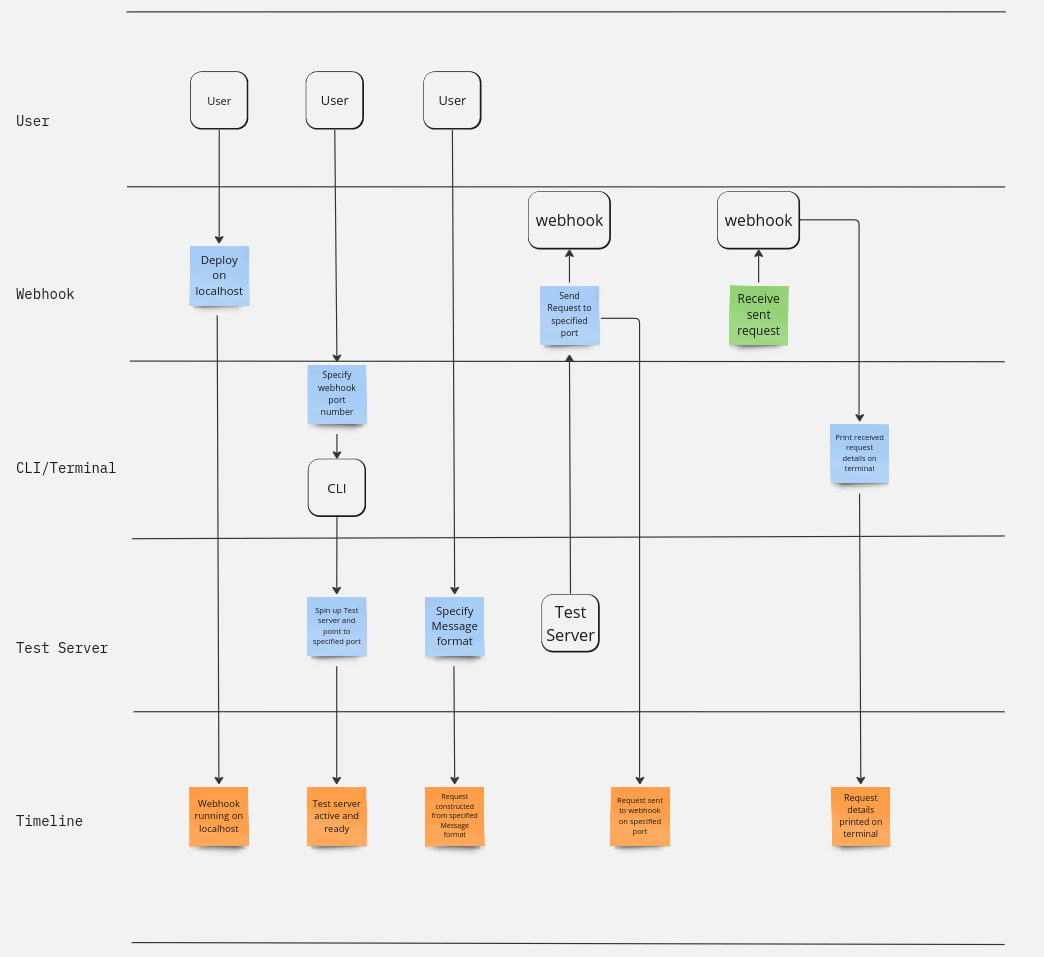 User
User
User
User
Webhook
webhook
webhook
Deploy
on
localhost
Send
Request to
specified
port
Receive
sent
request
CLI/Terminal
Specify
webhook
port
number
CLI
Print received
request
details on
terminal
Test Server
Spin up Test
server and
point to
specified port
Specify
Message
format
Test
Server
Timeline
Webhook
running on
localhost
Test server
active and
ready
Request
constructed
from specified
Message
format
Request sent
to webhook
on specified
port
Request
details
printed on
terminal